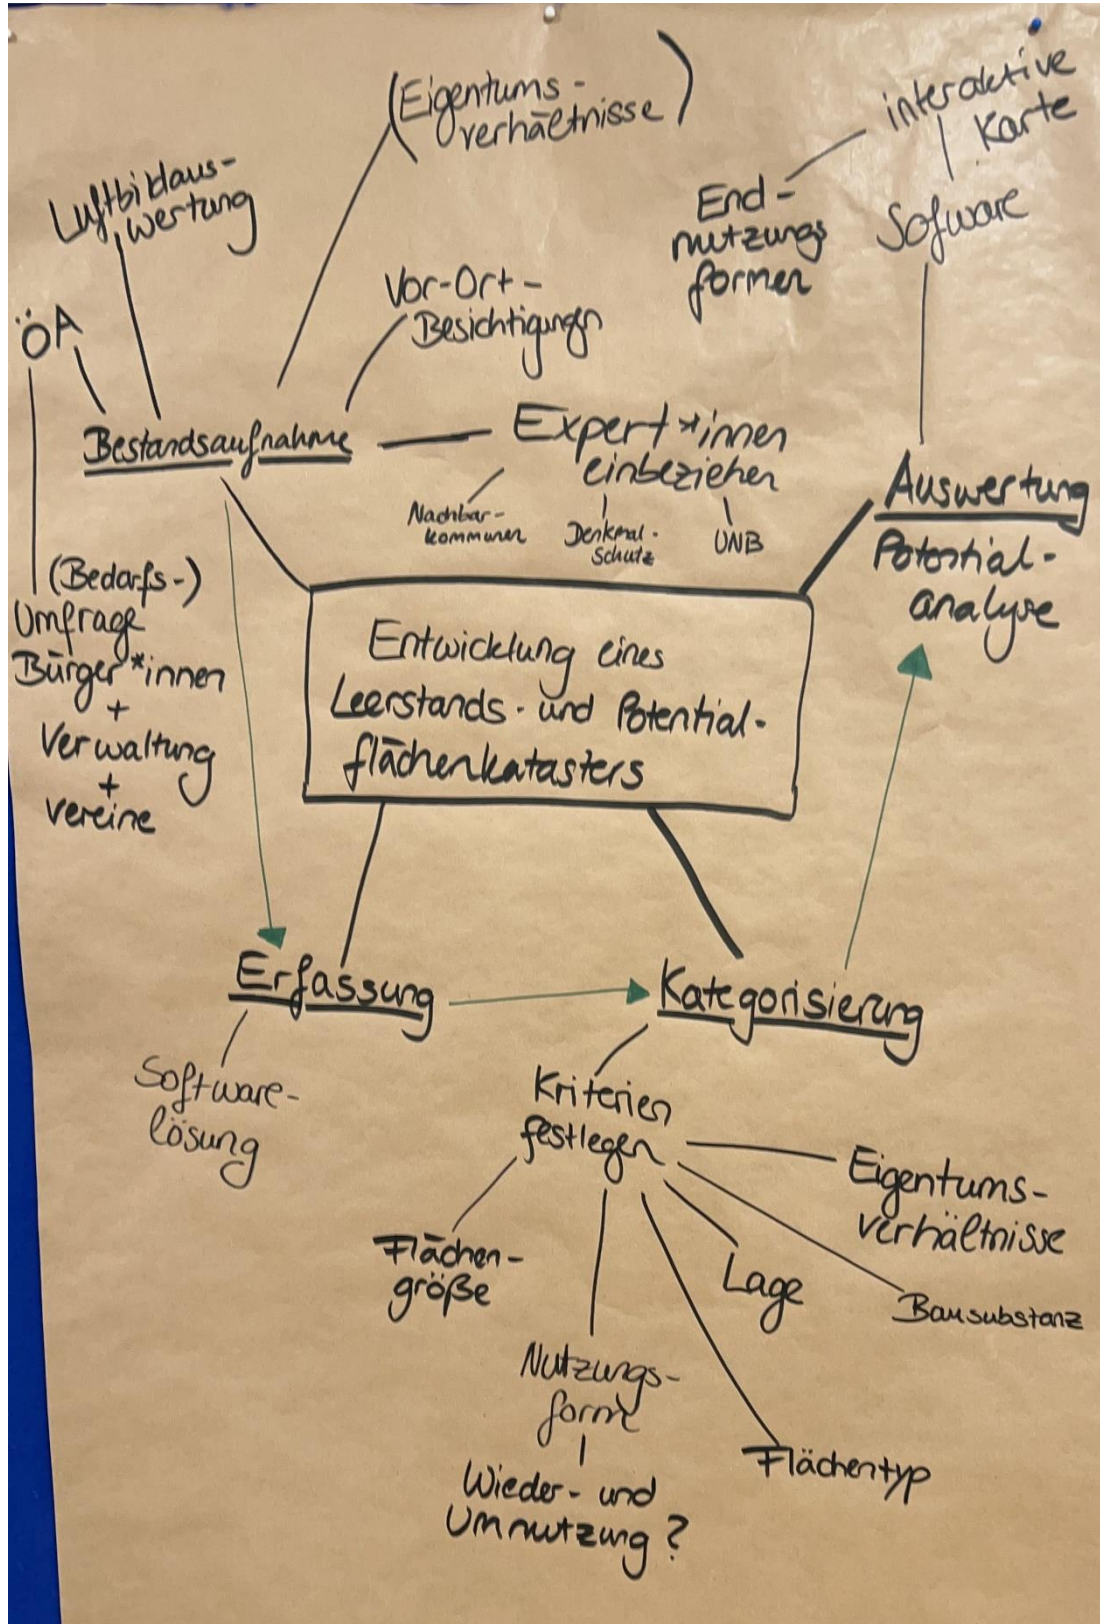 (Eigentums-
verhältnisse)
interaktive
Karte
Luftbildaus-
wertung
End-
nutzungs
formen
Sofware
Vor-Ort-
Besichtigungen
ÖA
Bestandsaufnahme
Expert*innen
einbeziehen
Nachbar-
kommunen
Denkmal-
schutz
UNB
Auswertung
Potential-
analyse
(Bedarfs-)
Umfrage
Bürger*innen
+
Verwaltung
+
Vereine
Entwicklung eines
Leerstands- und Potential-
flächenkatasters
Erfassung
Kategorisierung
Software-
lösung
Kriterien
festlegen
Eigentums-
verhältnisse
Flächen-
größe
Lage
Bausubstanz
Nutzungs-
form
Flächentyp
Wieder- und
Umnutzung?